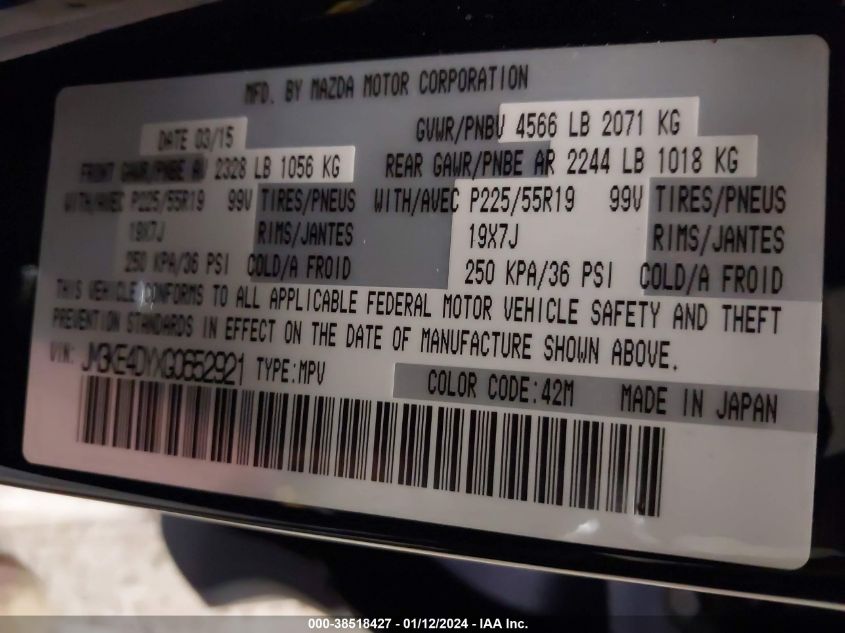 MFD. BY MAZDA MOTOR CORPORATION
DATE 03/15 GVWR/PNBV 4566 LB 2071 KG
FRONT GAWR/PNBE AV 2328 LB 1056 KG REAR GAWR/PNBE AR 2244 LB 1018 KG
WITH/AVEC P225/55R19 99V TIRES/PNEUS WITH/AVEC P225/55R19 99V TIRES/PNEUS
19X7J RIMS/JANTES 19X7J RIMS/JANTES
250 KPA/36 PSI COLD/A FROID 250 KPA/36 PSI COLD/A FROID
THIS VEHICLE CONFORMS TO ALL APPLICABLE FEDERAL MOTOR VEHICLE SAFETY AND THEFT
PREVENTION STANDARDS IN EFFECT ON THE DATE OF MANUFACTURE SHOWN ABOVE.
VIN: JM3KE4DYXG0652921 TYPE:MPV COLOR CODE:42M MADE IN JAPAN
000-38518427 - 01/12/2024 - IAA Inc.